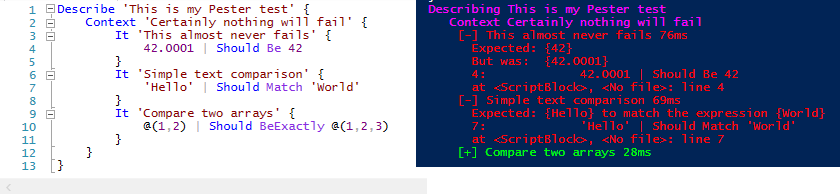 1 Describe 'This is my Pester test' {
2 Context 'Certainly nothing will fail' {
3 It 'This almost never fails' {
4 42.0001 | Should Be 42
5 }
6 It 'Simple text comparison' {
7 'Hello' | Should Match 'World'
8 }
9 It 'Compare two arrays' {
10 @(1,2) | Should BeExactly @(1,2,3)
11 }
12 }
13 }
Describing This is my Pester test
Context Certainly nothing will fail
[-] This almost never fails 76ms
Expected: {42}
But was: {42.0001}
4: 42.0001 | Should Be 42
at <ScriptBlock>, <No file>: line 4
[-] Simple text comparison 69ms
Expected: {Hello} to match the expression {World}
7: 'Hello' | Should Match 'World'
at <ScriptBlock>, <No file>: line 7
[+] Compare two arrays 28ms